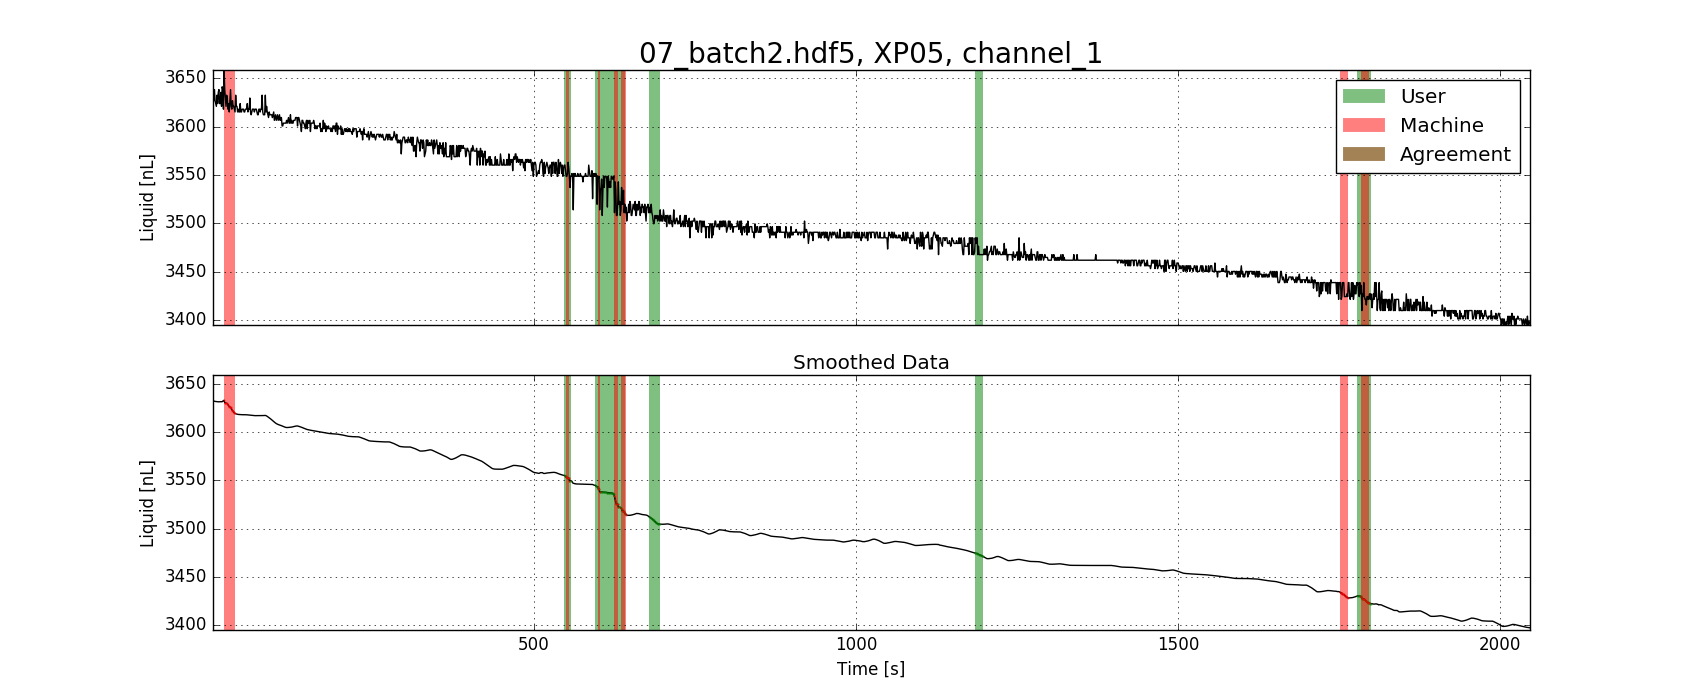 07_batch2.hdf5, XP05, channel_1
3650
3600
3550
3500
3450
3400
Liquid [nL]
User
Machine
Agreement
Smoothed Data
3650
3600
3550
3500
3450
3400
Liquid [nL]
500 1000 1500 2000
Time [s]